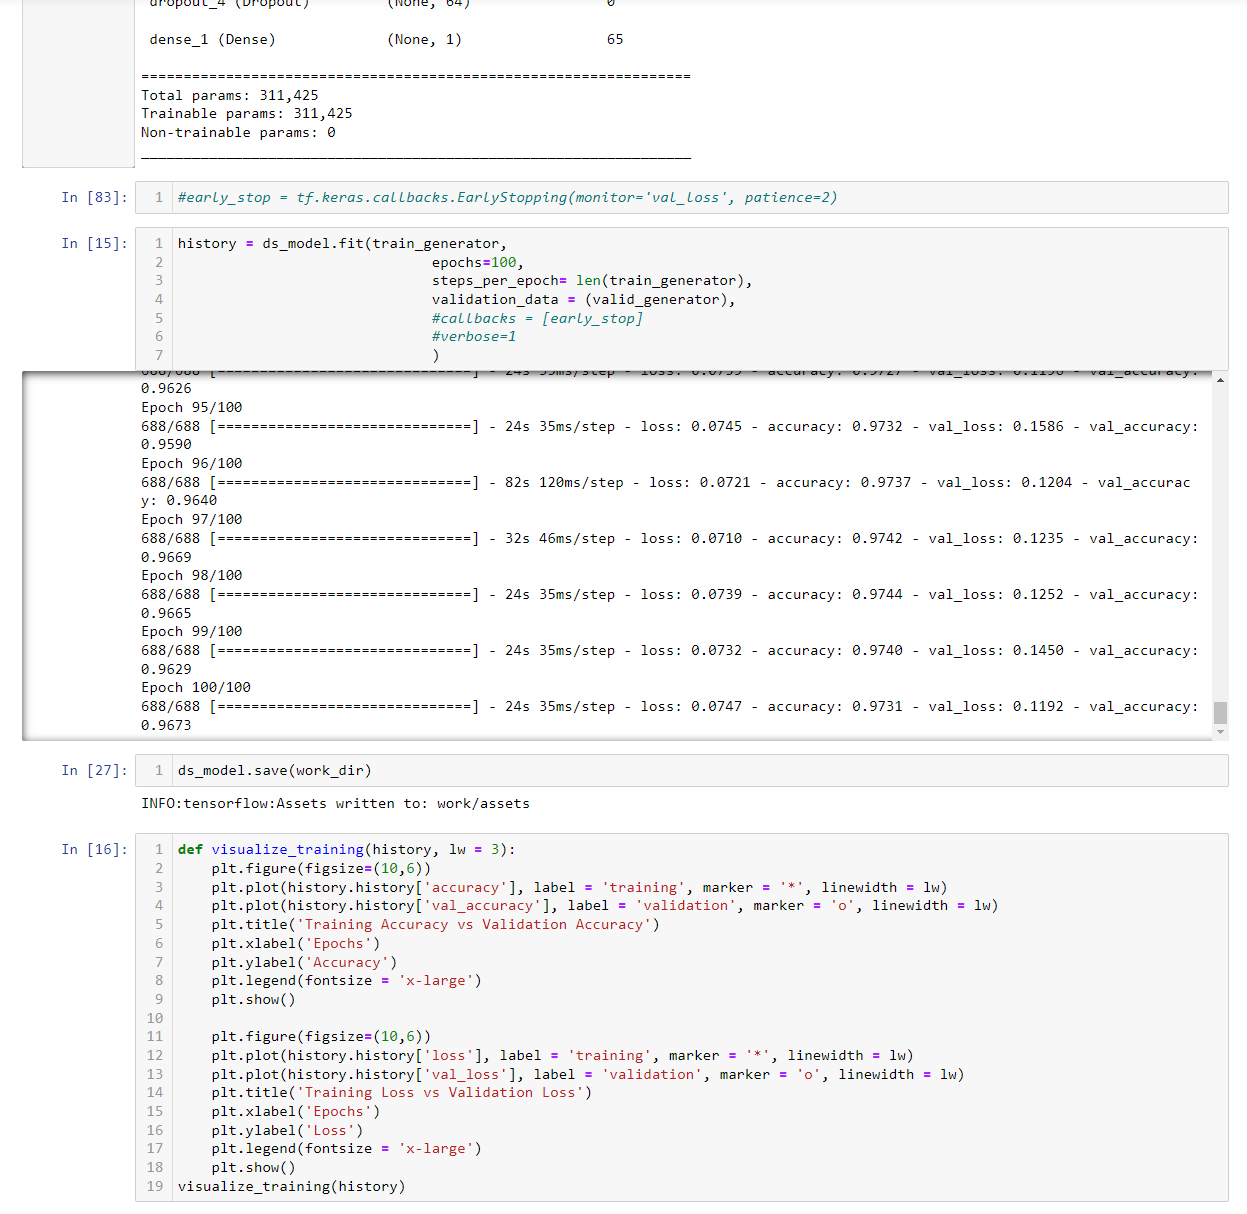 dropout_4 (Dropout) (None, 64) 0
dense_1 (Dense) (None, 1) 65
=================================================================
Total params: 311,425
Trainable params: 311,425
Non-trainable params: 0
_________________________________________________________________
In [83]: 1 #early_stop = tf.keras.callbacks.EarlyStopping(monitor='val_loss', patience=2)
In [15]: 1 history = ds_model.fit(train_generator,
2 epochs=100,
3 steps_per_epoch= len(train_generator),
4 validation_data = (valid_generator),
5 #callbacks = [early_stop]
6 #verbose=1
7 )
688/688 [==============================] - 24s 35ms/step - loss: 0.0755 - accuracy: 0.9727 - val_loss: 0.1196 - val_accuracy:
0.9626
Epoch 95/100
688/688 [==============================] - 24s 35ms/step - loss: 0.0745 - accuracy: 0.9732 - val_loss: 0.1586 - val_accuracy:
0.9590
Epoch 96/100
688/688 [==============================] - 82s 120ms/step - loss: 0.0721 - accuracy: 0.9737 - val_loss: 0.1204 - val_accurac
y: 0.9640
Epoch 97/100
688/688 [==============================] - 32s 46ms/step - loss: 0.0710 - accuracy: 0.9742 - val_loss: 0.1235 - val_accuracy:
0.9669
Epoch 98/100
688/688 [==============================] - 24s 35ms/step - loss: 0.0739 - accuracy: 0.9744 - val_loss: 0.1252 - val_accuracy:
0.9665
Epoch 99/100
688/688 [==============================] - 24s 35ms/step - loss: 0.0732 - accuracy: 0.9740 - val_loss: 0.1450 - val_accuracy:
0.9629
Epoch 100/100
688/688 [==============================] - 24s 35ms/step - loss: 0.0747 - accuracy: 0.9731 - val_loss: 0.1192 - val_accuracy:
0.9673
In [27]: 1 ds_model.save(work_dir)
INFO:tensorflow:Assets written to: work/assets
In [16]: 1 def visualize_training(history, lw = 3):
2 plt.figure(figsize=(10,6))
3 plt.plot(history.history['accuracy'], label = 'training', marker = '*', linewidth = lw)
4 plt.plot(history.history['val_accuracy'], label = 'validation', marker = 'o', linewidth = lw)
5 plt.title('Training Accuracy vs Validation Accuracy')
6 plt.xlabel('Epochs')
7 plt.ylabel('Accuracy')
8 plt.legend(fontsize = 'x-large')
9 plt.show()
10
11 plt.figure(figsize=(10,6))
12 plt.plot(history.history['loss'], label = 'training', marker = '*', linewidth = lw)
13 plt.plot(history.history['val_loss'], label = 'validation', marker = 'o', linewidth = lw)
14 plt.title('Training Loss vs Validation Loss')
15 plt.xlabel('Epochs')
16 plt.ylabel('Loss')
17 plt.legend(fontsize = 'x-large')
18 plt.show()
19 visualize_training(history)